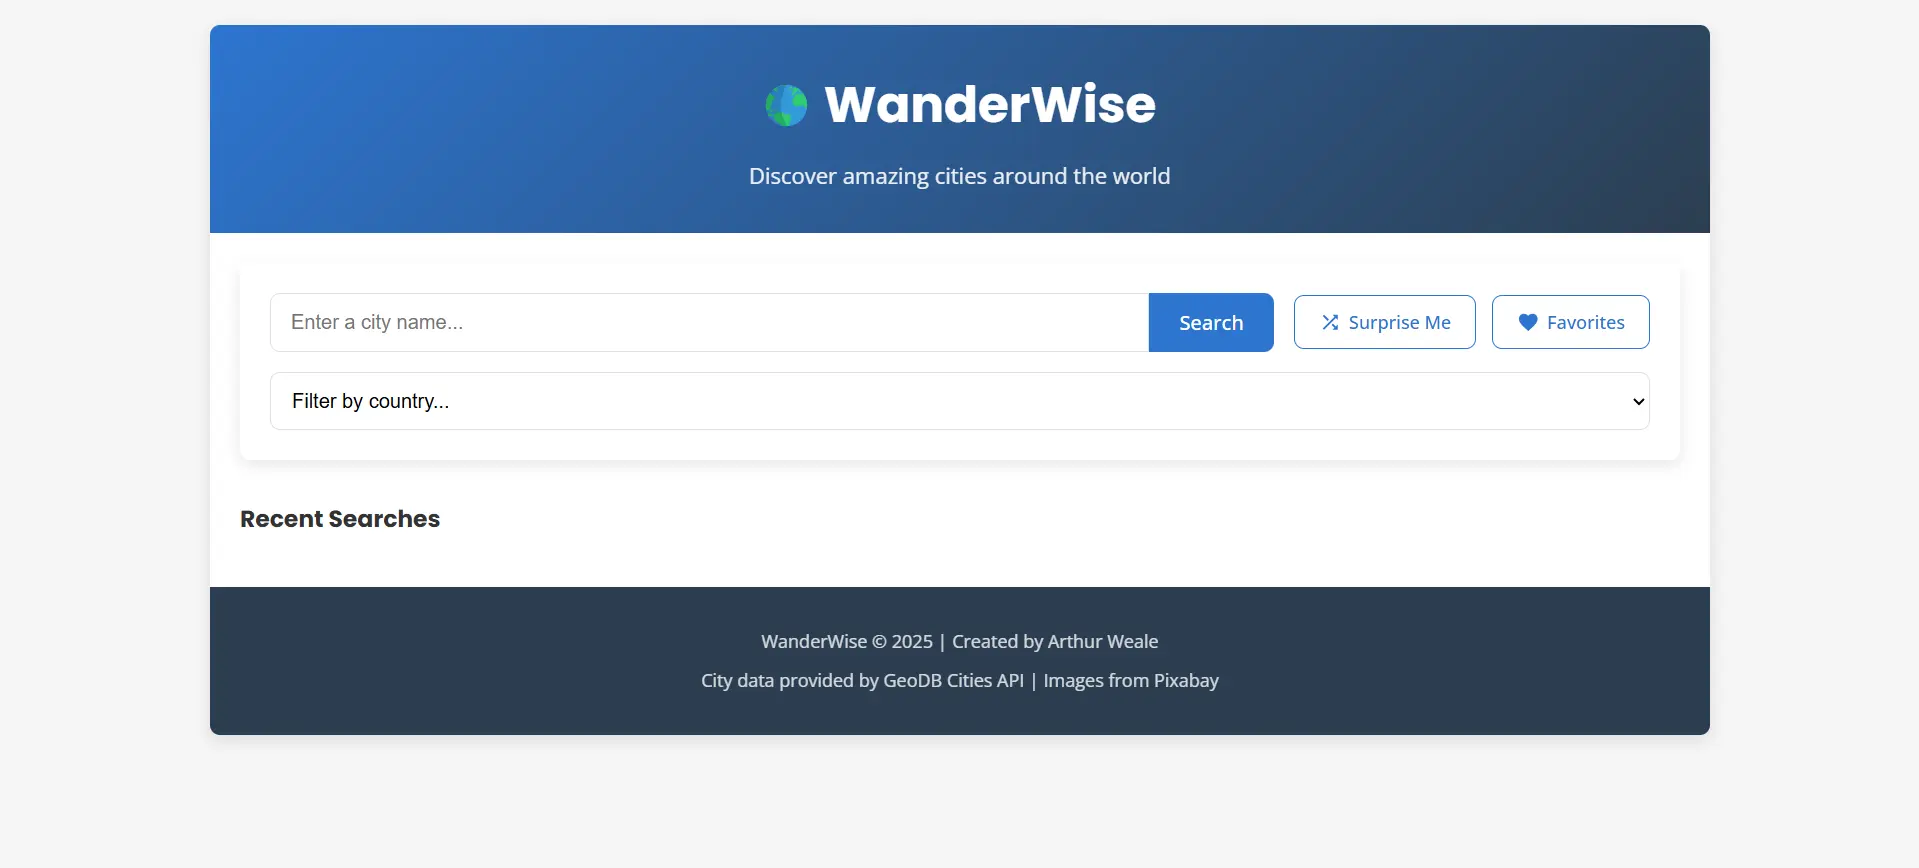 WanderWise
Discover amazing cities around the world
Enter a city name...
Search
Surprise Me
Favorites
Filter by country...
Recent Searches
WanderWise © 2025 | Created by Arthur Weale
City data provided by GeoDB Cities API | Images from Pixabay